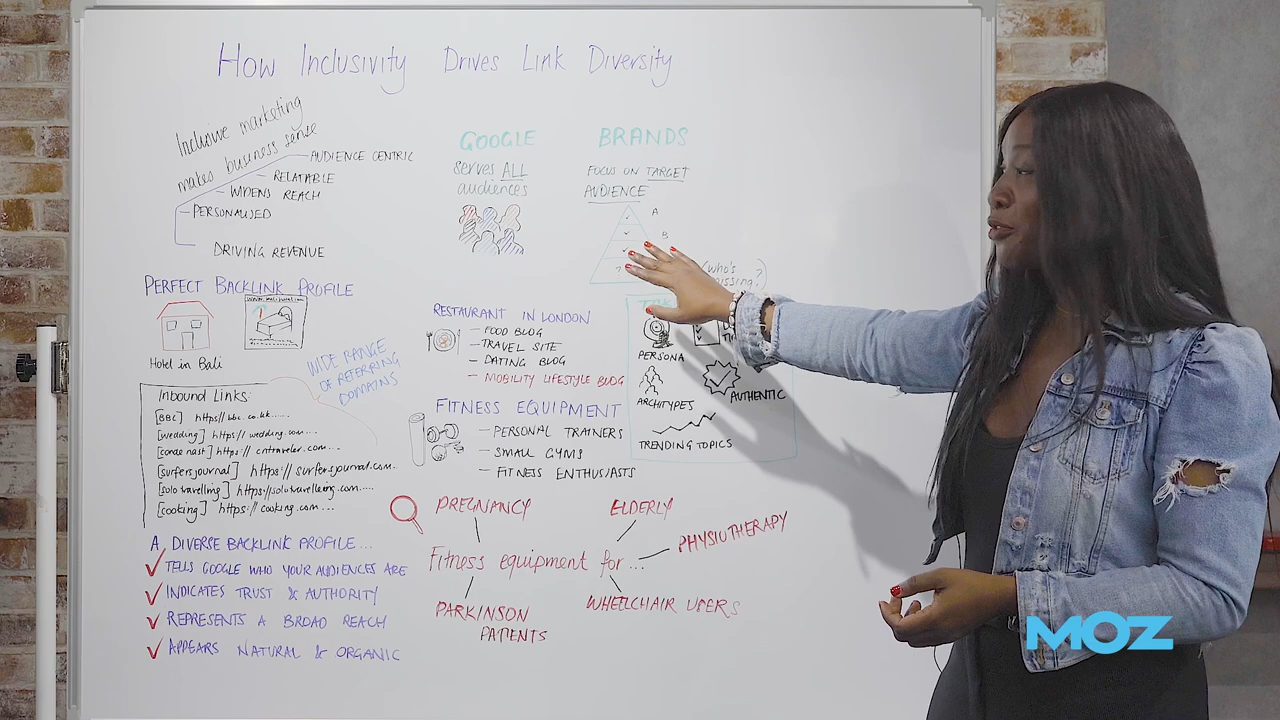 How Inclusivity Drives Link Diversity
Inclusive marketing
makes business sense
AUDIENCE CENTRIC
RELATABLE
WIDENS REACH
PERSONALISED
DRIVING REVENUE
GOOGLE
serves ALL
audiences
BRANDS
FOCUS ON TARGET
AUDIENCE
A
B
?
(who's
missing?)
PERFECT BACKLINK PROFILE
Hotel in Bali
WIDE RANGE
OF REFERRING
DOMAINS
Inbound Links:
[BBC] https://bbc.co.uk.....
[wedding] https://wedding.com....
[conde nast] https://cntraveler.com...
[surfersjournal] https://surfersjournal.com..
[solo travelling] https://solotravelleing.com.....
[cooking] https://cooking.com....
A DIVERSE BACKLINK PROFILE...
TELLS GOOGLE WHO YOUR AUDIENCES ARE
INDICATES TRUST & AUTHORITY
REPRESENTS A BROAD REACH
APPEARS NATURAL & ORGANIC
RESTAURANT IN LONDON
- FOOD BLOG
- TRAVEL SITE
- DATING BLOG
- MOBILITY LIFESTYLE BLOG
FITNESS EQUIPMENT
- PERSONAL TRAINERS
- SMALL GYMS
- FITNESS ENTHUSIASTS
PERSONA
ARCHITYPES
AUTHENTIC
TRENDING TOPICS
PREGNANCY
ELDERLY
PHYSIOTHERAPY
Fitness equipment for...
PARKINSON
PATIENTS
WHEELCHAIR USERS
MOZ